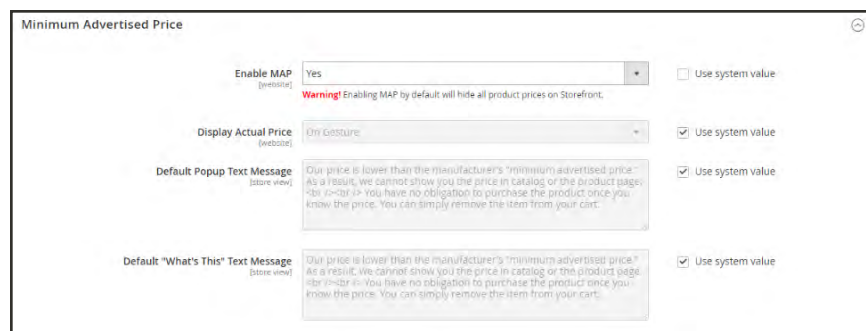 Minimum Advertised Price
Enable MAP
[website]
Yes
Use system value
Warning! Enabling MAP by default will hide all product prices on Storefront.
Display Actual Price
[website]
On Gesture
Use system value
Default Popup Text Message
[store view]
Our price is lower than the manufacturer's "minimum advertised price."
As a result, we cannot show you the price in catalog or the product page.
<br /><br /> You have no obligation to purchase the product once you
know the price. You can simply remove the item from your cart.
Use system value
Default "What's This" Text Message
[store view]
Our price is lower than the manufacturer's "minimum advertised price."
As a result, we cannot show you the price in catalog or the product page.
<br /><br /> You have no obligation to purchase the product once you
know the price. You can simply remove the item from your cart.
Use system value